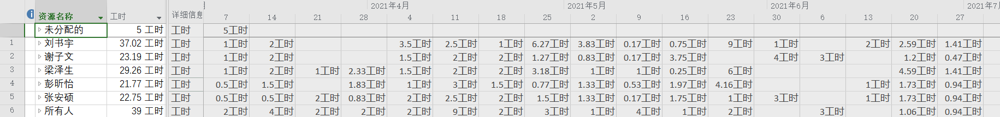 2021年4月 2021年5月 2021年6月 2021年7月
资源名称 工时 详细信息 7 14 21 28 4 11 18 25 2 9 16 23 30 6 13 20 27
未分配的 5 工时 工时 5工时
1 刘书宇 37.02 工时 工时 1工时 2工时 3.5工时 2.5工时 1工时 6.27工时 3.83工时 0.17工时 0.75工时 9工时 1工时 2工时 2.59工时 1.41工时
2 谢子文 23.19 工时 工时 1工时 2工时 1.5工时 2工时 2工时 1.27工时 0.83工时 0.17工时 3.75工时 4工时 3工时 1.2工时 0.47工时
3 梁泽生 29.26 工时 工时 1工时 2工时 1工时 2.33工时 1.5工时 2工时 2工时 3.18工时 1工时 1工时 0.25工时 6工时 4.59工时 1.41工时
4 彭昕怡 21.77 工时 工时 0.5工时 1.5工时 1.83工时 1工时 3工时 1.5工时 0.77工时 1.33工时 0.53工时 1.97工时 4.16工时 1工时 1.73工时 0.94工时
5 张安硕 22.75 工时 工时 0.5工时 0.5工时 2工时 0.83工时 2工时 2.5工时 2工时 1.5工时 1.33工时 0.17工时 1.75工时 1工时 3工时 1工时 1.73工时 0.94工时
6 所有人 39 工时 工时 2工时 4工时 2工时 2工时 2工时 9工时 2工时 3工时 1工时 4工时 1工时 2工时 3工时 1.06工时 0.94工时